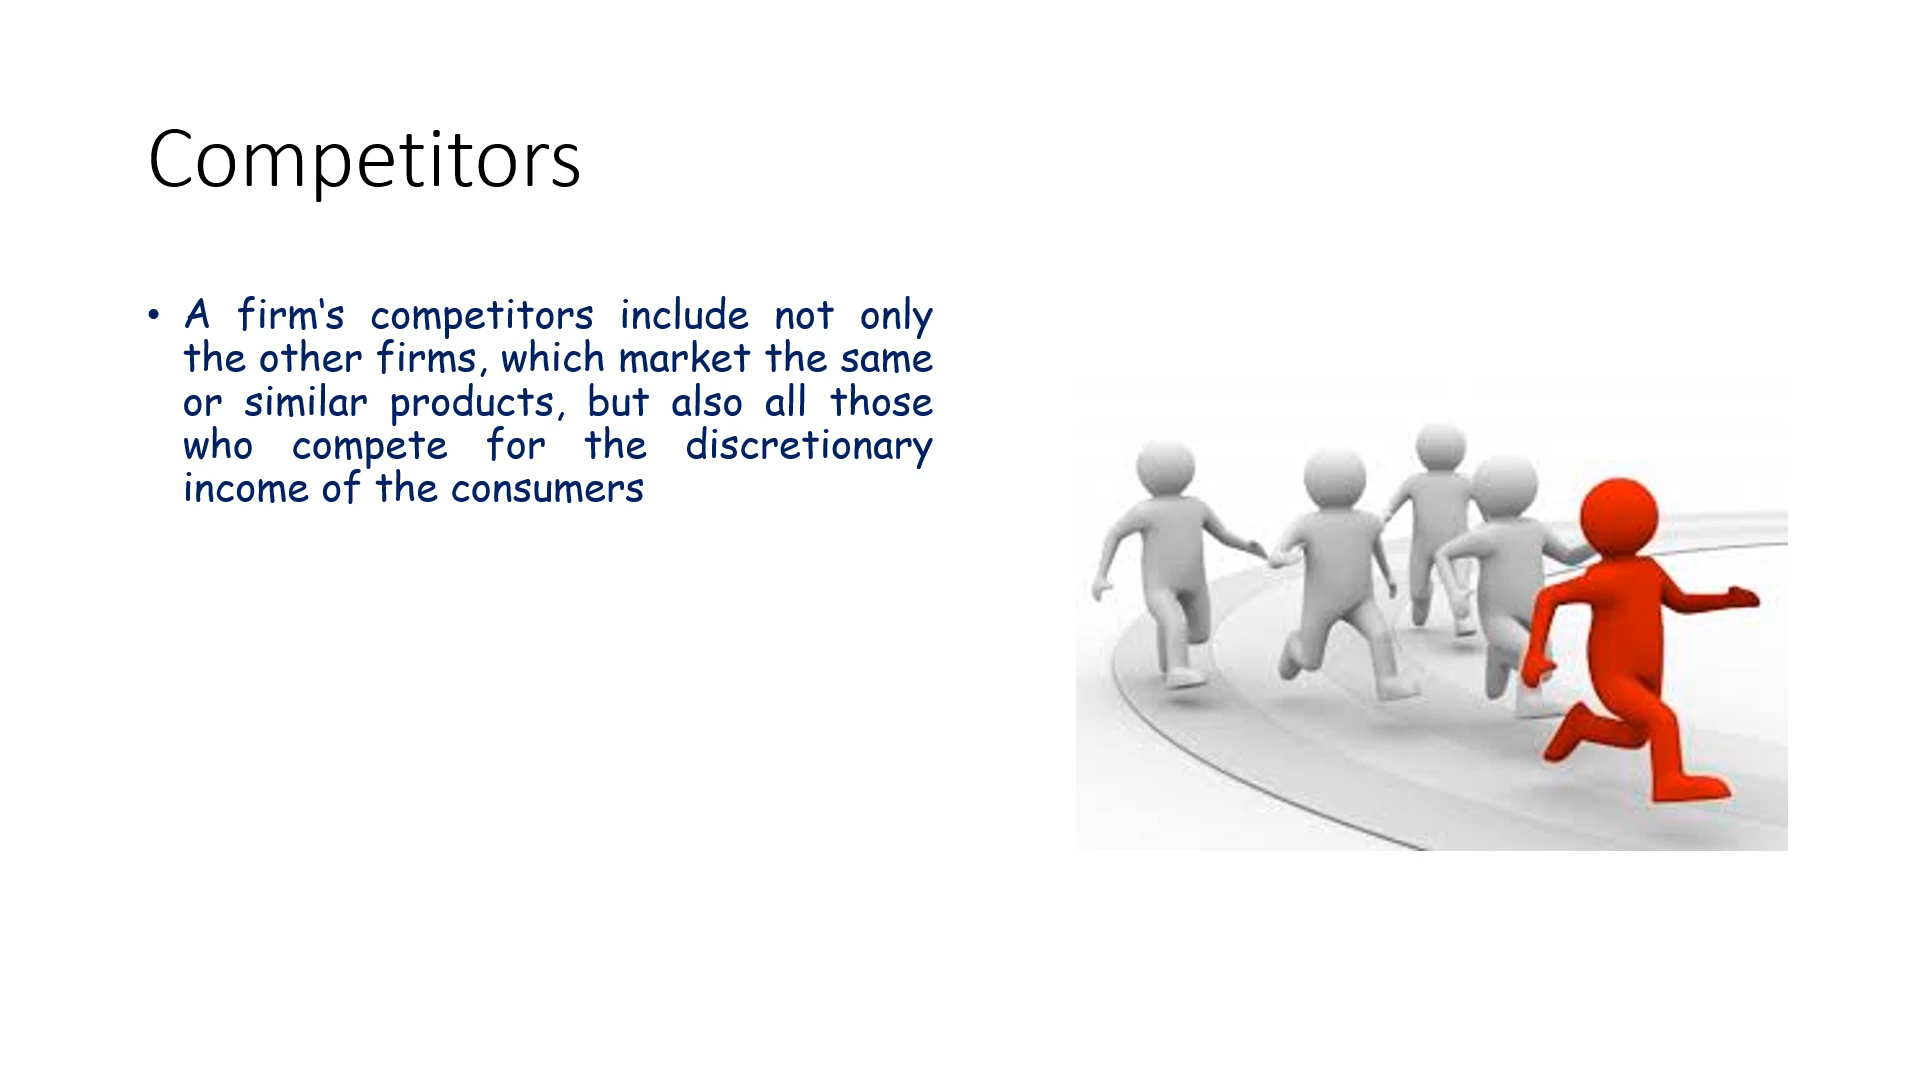 Competitors
• A firm‘s competitors include not only
the other firms, which market the same
or similar products, but also all those
who compete for the discretionary
income of the consumers